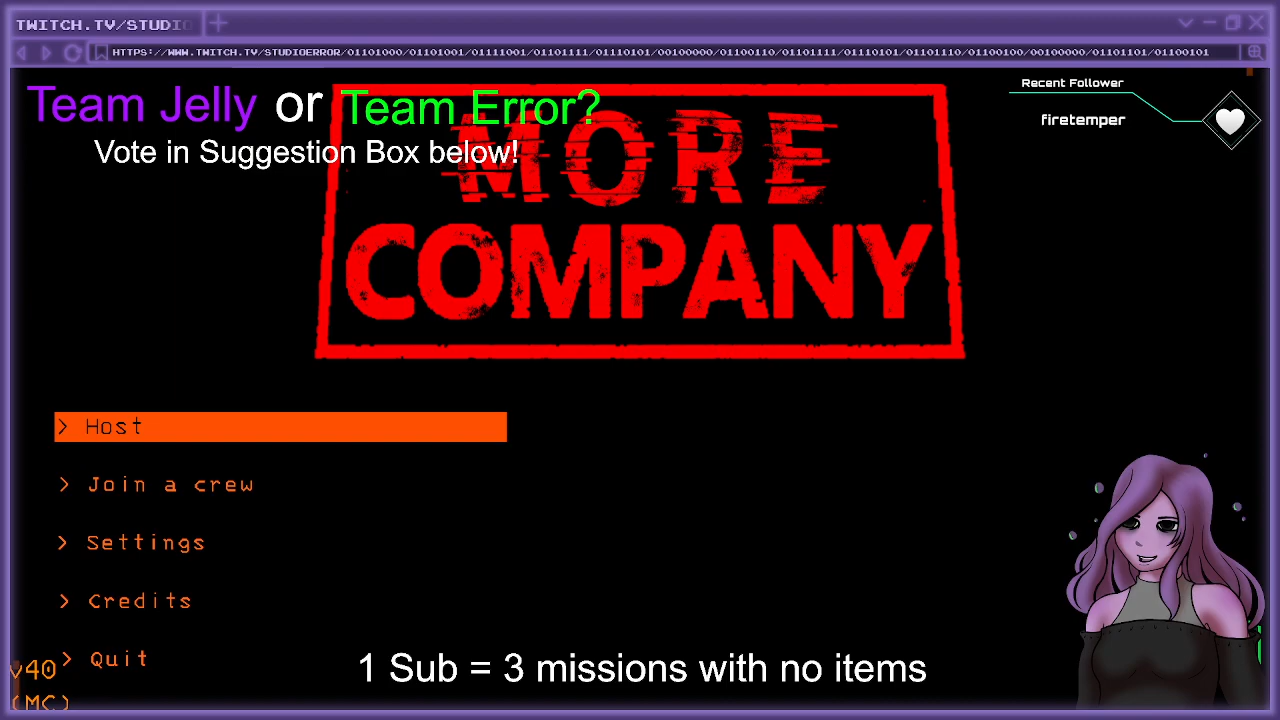 TWITCH.TV/STUDIO
HTTPS://WWW.TWITCH.TV/STUDIOERROR/01101000/01101001/01111001/01101111/01110101/00100000/01100110/01101111/01110101/01101110/01100100/00100000/01101101/01100101
Recent Follower
firetemper
Team Jelly or Team Error?
Vote in Suggestion Box below!
MORE
COMPANY
> Host
> Join a crew
> Settings
> Credits
> Quit
v40
(MC)
1 Sub = 3 missions with no items